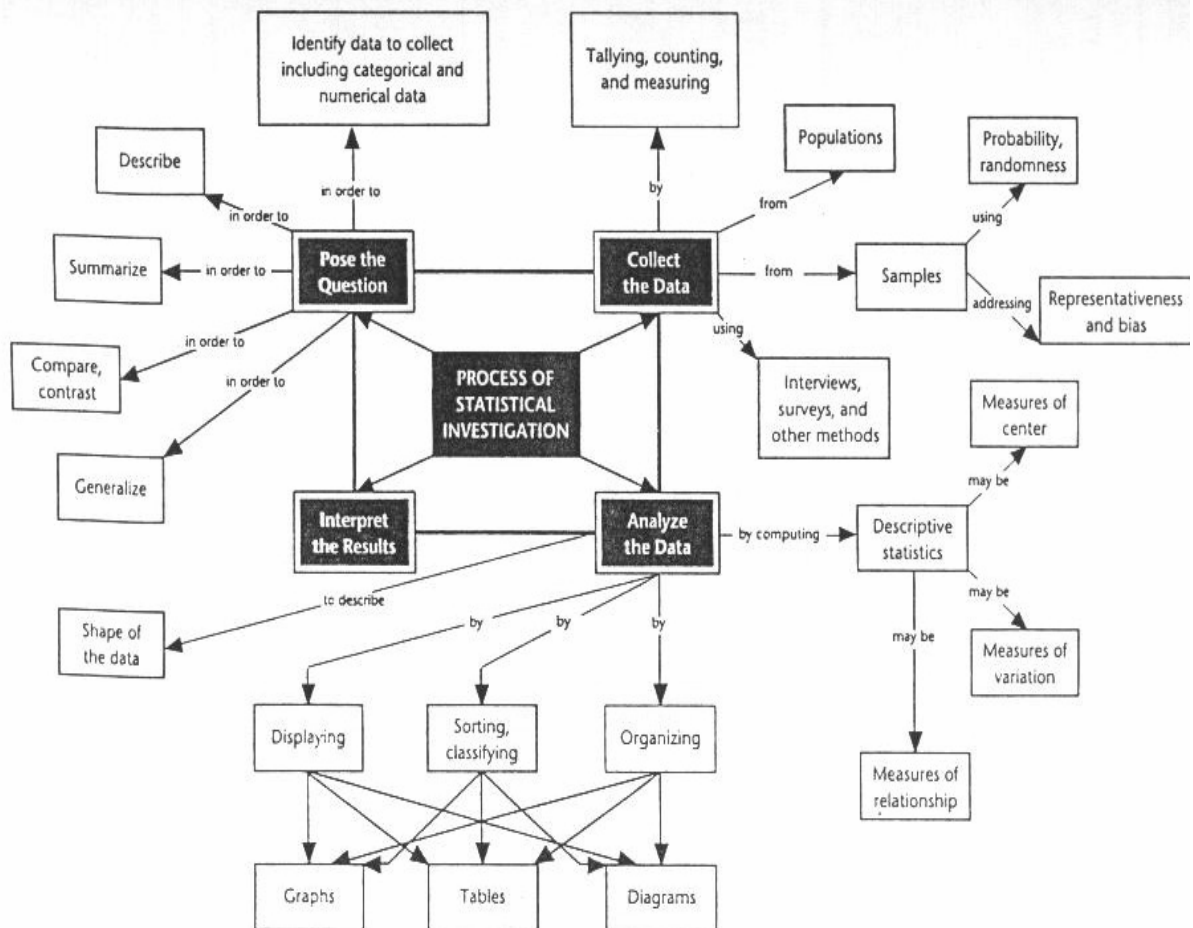 Identify data to collect
including categorical and
numerical data
Tallying, counting,
and measuring
Populations
Probability,
randomness
Describe
in order to
in order to
by
from
using
Summarize
in order to
Pose the
Question
Collect
the Data
from
Samples
addressing
Representativeness
and bias
using
in order to
Compare,
contrast
in order to
PROCESS OF
STATISTICAL
INVESTIGATION
Interviews,
surveys, and
other methods
Measures of
center
Generalize
may be
Interpret
the Results
Analyze
the Data
by computing
Descriptive
statistics
to describe
may be
Shape of
the data
by
by
by
may be
Measures of
variation
Displaying
Sorting,
classifying
Organizing
Measures of
relationship
Graphs
Tables
Diagrams